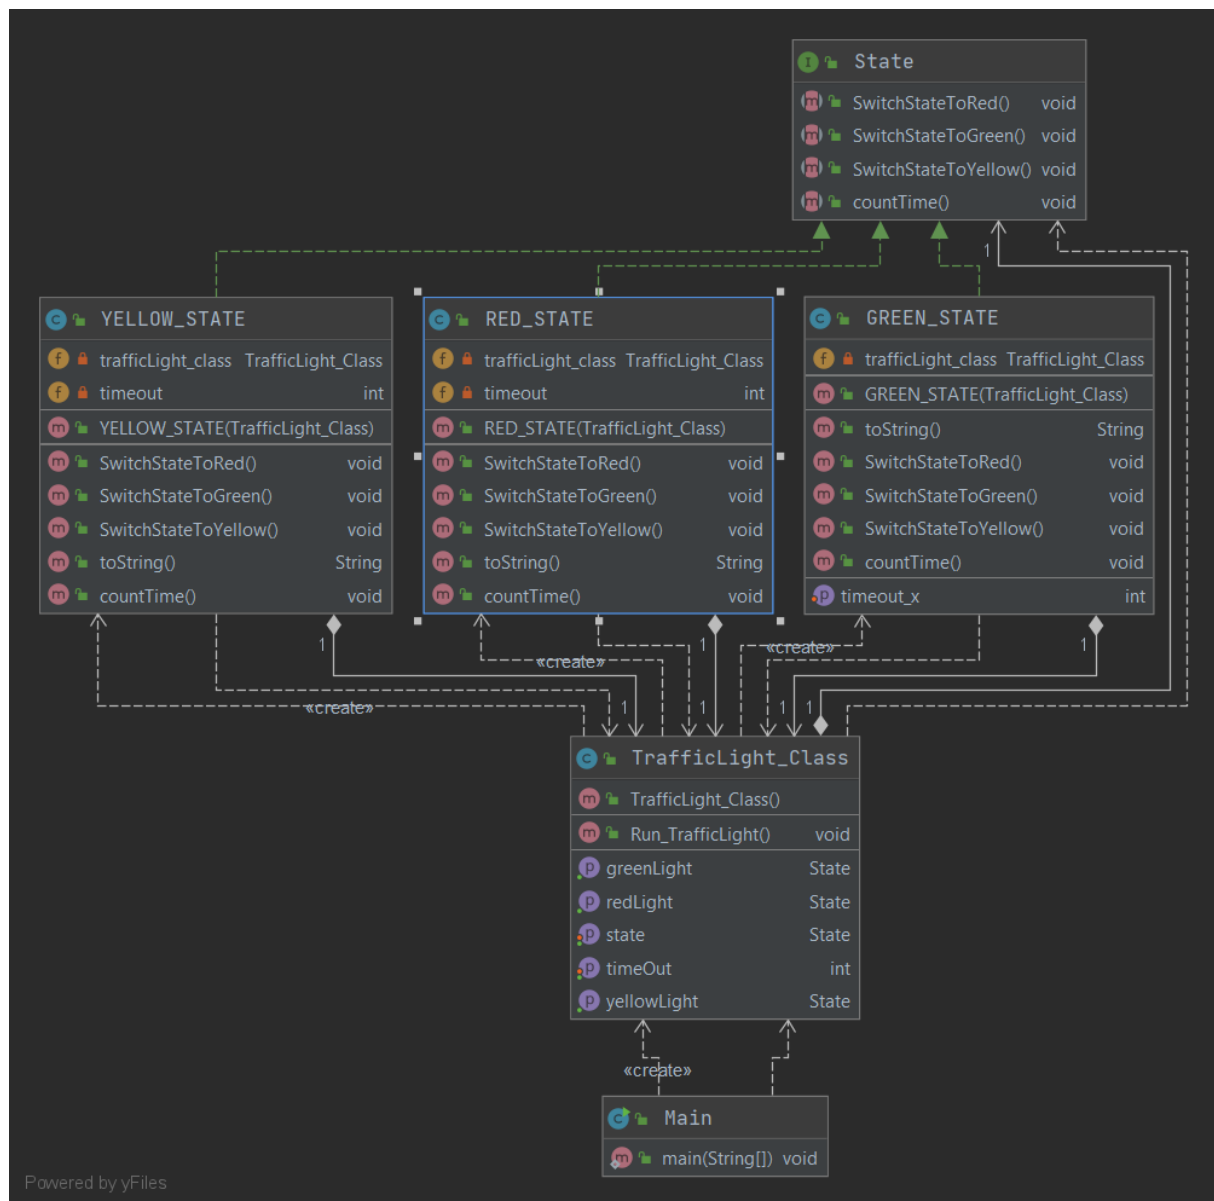 State
SwitchStateToRed() void
SwitchStateToGreen() void
SwitchStateToYellow() void
countTime() void
1
YELLOW_STATE
trafficLight_class TrafficLight_Class
timeout int
YELLOW_STATE(TrafficLight_Class)
SwitchStateToRed() void
SwitchStateToGreen() void
SwitchStateToYellow() void
toString() String
countTime() void
RED_STATE
trafficLight_class TrafficLight_Class
timeout int
RED_STATE(TrafficLight_Class)
SwitchStateToRed() void
SwitchStateToGreen() void
SwitchStateToYellow() void
toString() String
countTime() void
GREEN_STATE
trafficLight_class TrafficLight_Class
GREEN_STATE(TrafficLight_Class)
toString() String
SwitchStateToRed() void
SwitchStateToGreen() void
SwitchStateToYellow() void
countTime() void
timeout_x int
1
1
1
«create»
«create»
«create»
1
1
1
1
TrafficLight_Class
TrafficLight_Class()
Run_TrafficLight() void
greenLight State
redLight State
state State
timeOut int
yellowLight State
«create»
Main
main(String[]) void
Powered by yFiles